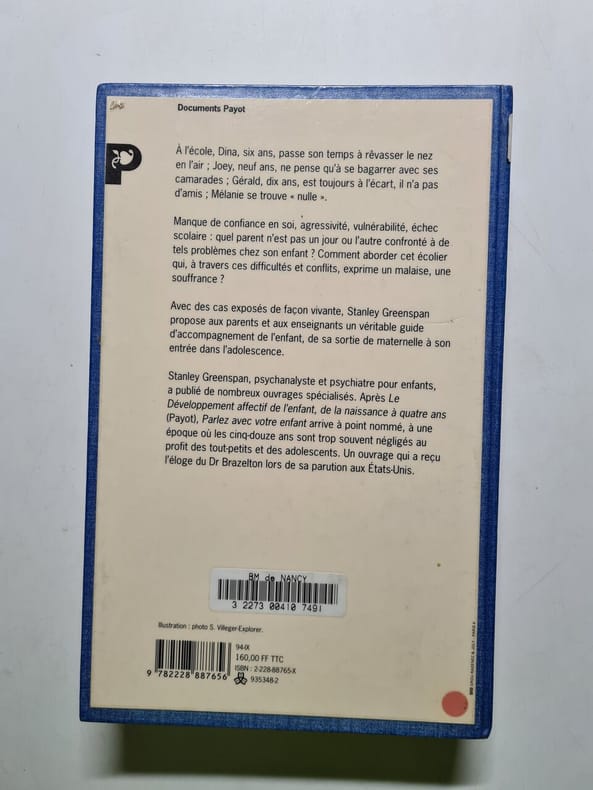 Documents Payot
P
À l'école, Dina, six ans, passe son temps à rêvasser le nez
en l'air ; Joey, neuf ans, ne pense qu'à se bagarrer avec ses
camarades ; Gérald, dix ans, est toujours à l'écart, il n'a pas
d'amis ; Mélanie se trouve « nulle ».
Manque de confiance en soi, agressivité, vulnérabilité, échec
scolaire : quel parent n'est pas un jour ou l'autre confronté à de
tels problèmes chez son enfant ? Comment aborder cet écolier
qui, à travers ces difficultés et conflits, exprime un malaise, une
souffrance ?
Avec des cas exposés de façon vivante, Stanley Greenspan
propose aux parents et aux enseignants un véritable guide
d'accompagnement de l'enfant, de sa sortie de maternelle à son
entrée dans l'adolescence.
Stanley Greenspan, psychanalyste et psychiatre pour enfants,
a publié de nombreux ouvrages spécialisés. Après Le
Développement affectif de l'enfant, de la naissance à quatre ans
(Payot), Parlez avec votre enfant arrive à point nommé, à une
époque où les cinq-douze ans sont trop souvent négligés au
profit des tout-petits et des adolescents. Un ouvrage qui a reçu
l'éloge du Dr Brazelton lors de sa parution aux États-Unis.
BM de NANCY
3 2273 00410 7491
Illustration : photo S. Villeger-Explorer.
94-IX
160,00 FF TTC
ISBN : 2-228-88765-X
935348-2
9 782228 887656